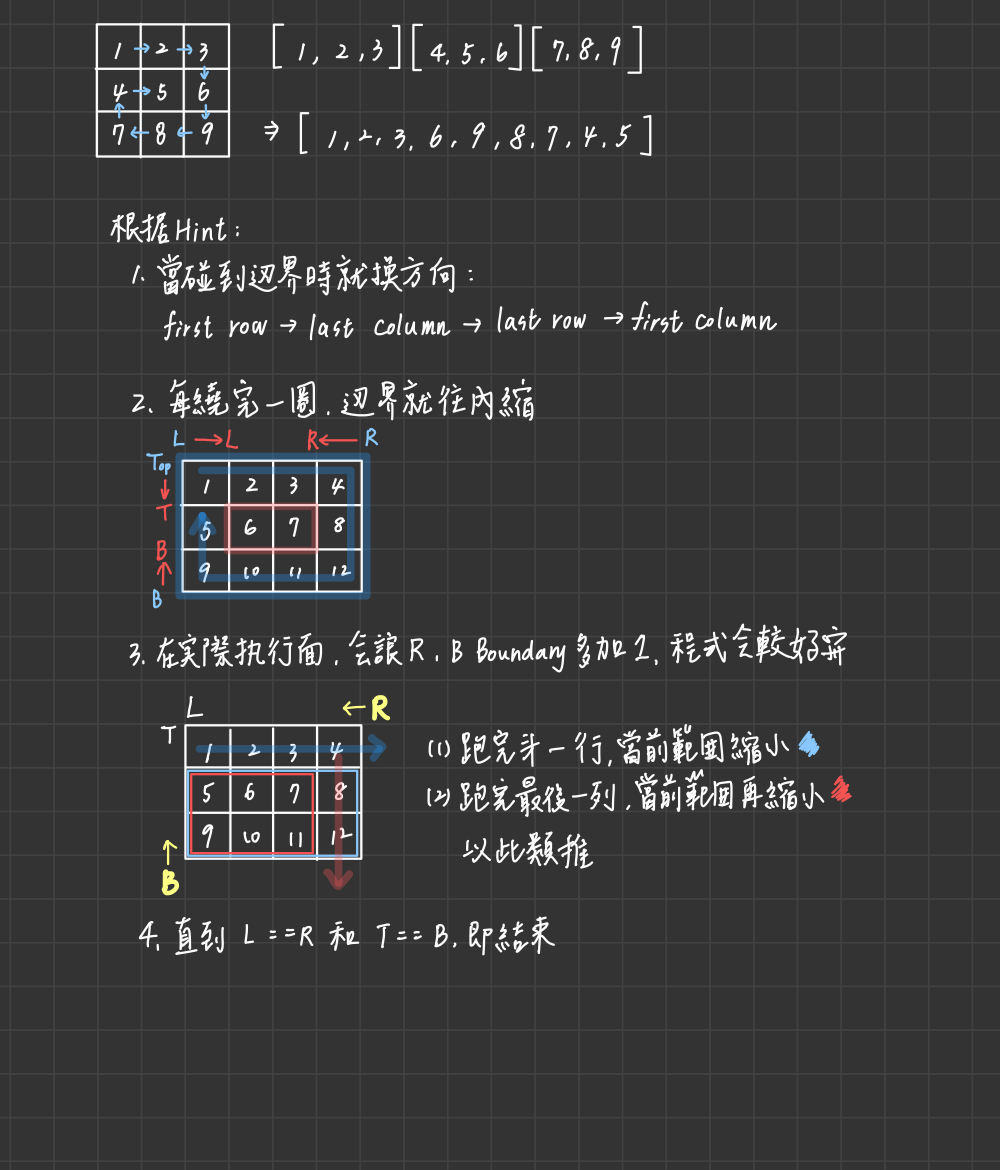 1 → 2 → 3 [1, 2, 3] [4, 5, 6] [7, 8, 9]
4 → 5 6
7 ← 8 ← 9 ⇒ [1, 2, 3, 6, 9, 8, 7, 4, 5]
根据Hint:
1. 當碰到边界時就換方向:
first row → last column → last row → first column
2. 每繞完一圈, 边界就往內縮
L → L R ← R
Top
1 2 3 4
T
5 6 7 8
B
9 10 11 12
B
3. 在实際执行面, 会讓 R, B Boundary 多加 1, 程式会較好寫
L ← R
T
1 2 3 4
5 6 7 8
9 10 11 12
B
(1) 跑完第一行, 當前範囲縮小
(2) 跑完最後一列, 當前範囲再縮小
以此類推
4. 直到 L == R 和 T == B, 即結束